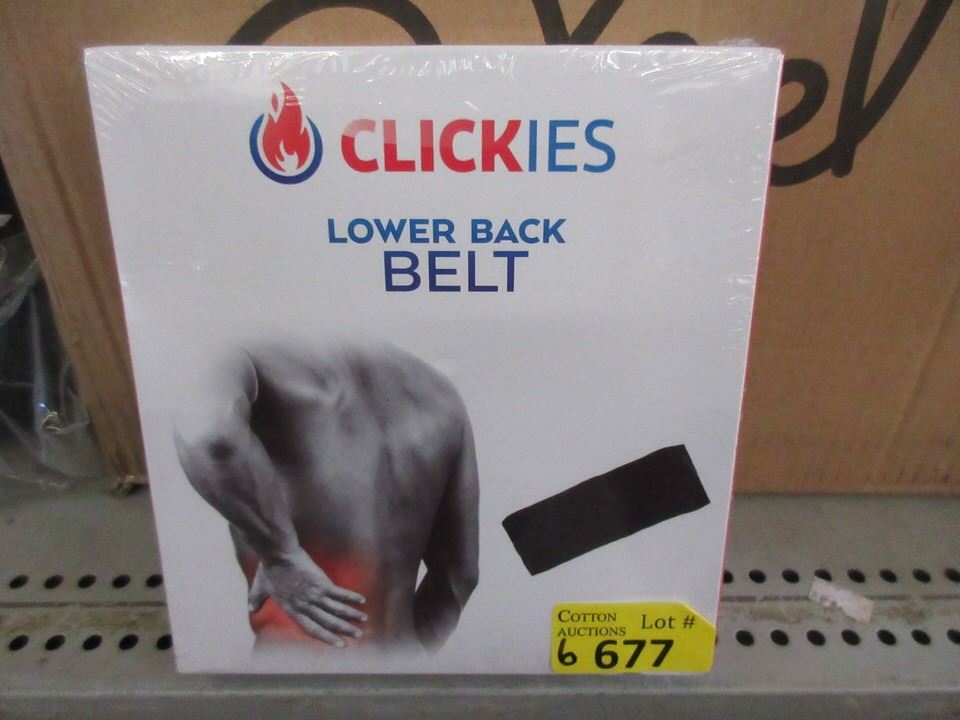 CLICKIES
LOWER BACK
BELT
COTTON
AUCTIONS
Lot #
6 677